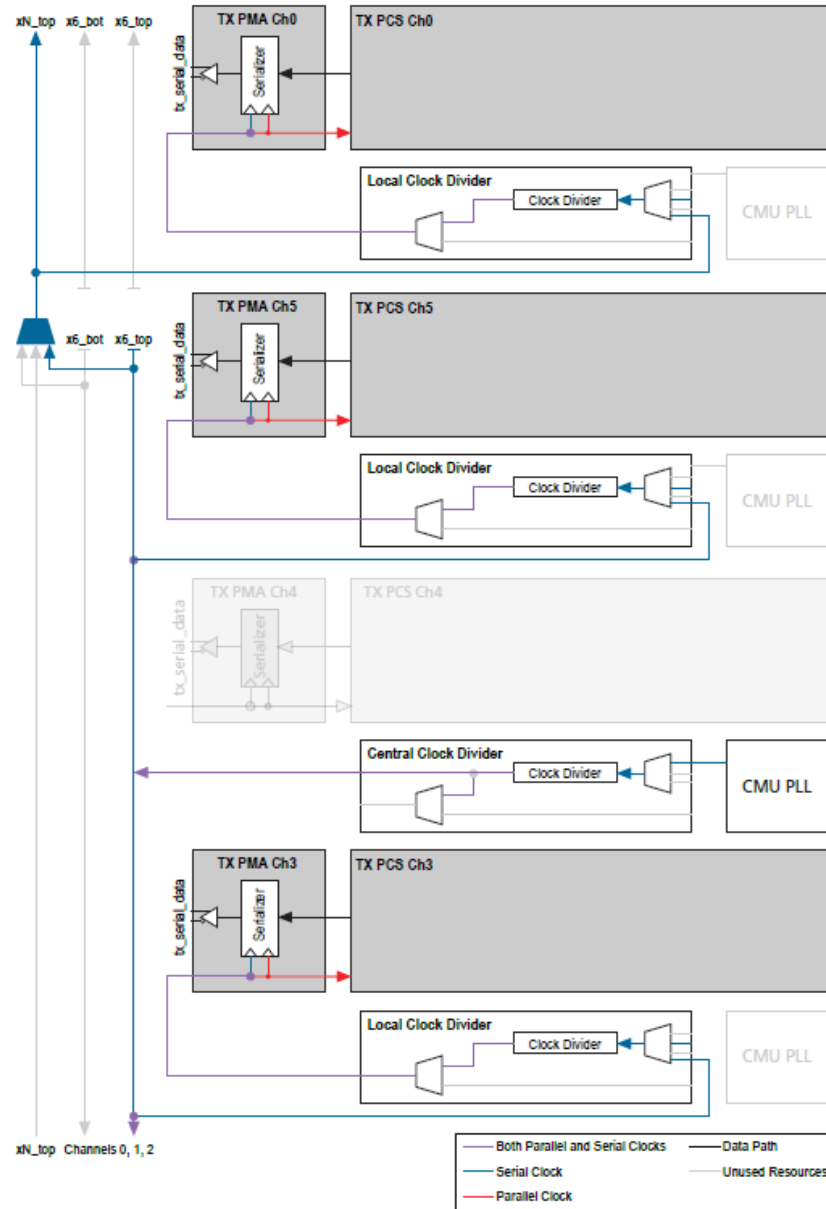 xN_top x6_bot x6_top
TX PMA Ch0
TX PCS Ch0
Serializer
tx_serial_data
Local Clock Divider
Clock Divider
CMU PLL
x6_bot x6_top
TX PMA Ch5
TX PCS Ch5
Serializer
tx_serial_data
Local Clock Divider
Clock Divider
CMU PLL
TX PMA Ch4
TX PCS Ch4
Serializer
tx_serial_data
Central Clock Divider
Clock Divider
CMU PLL
TX PMA Ch3
TX PCS Ch3
Serializer
tx_serial_data
Local Clock Divider
Clock Divider
CMU PLL
xN_top Channels 0, 1, 2
Both Parallel and Serial Clocks
Data Path
Serial Clock
Unused Resources
Parallel Clock